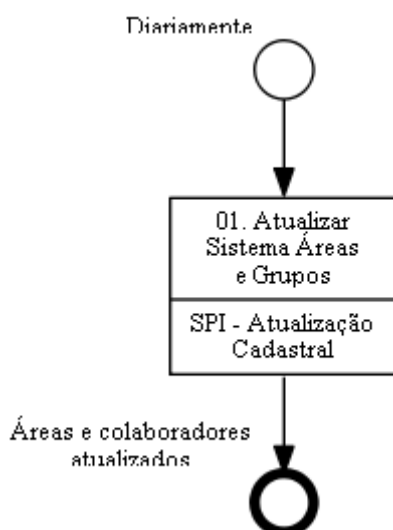 Diariamente
01. Atualizar
Sistema Áreas
e Grupos
SPI - Atualização
Cadastral
Áreas e colaboradores
atualizados